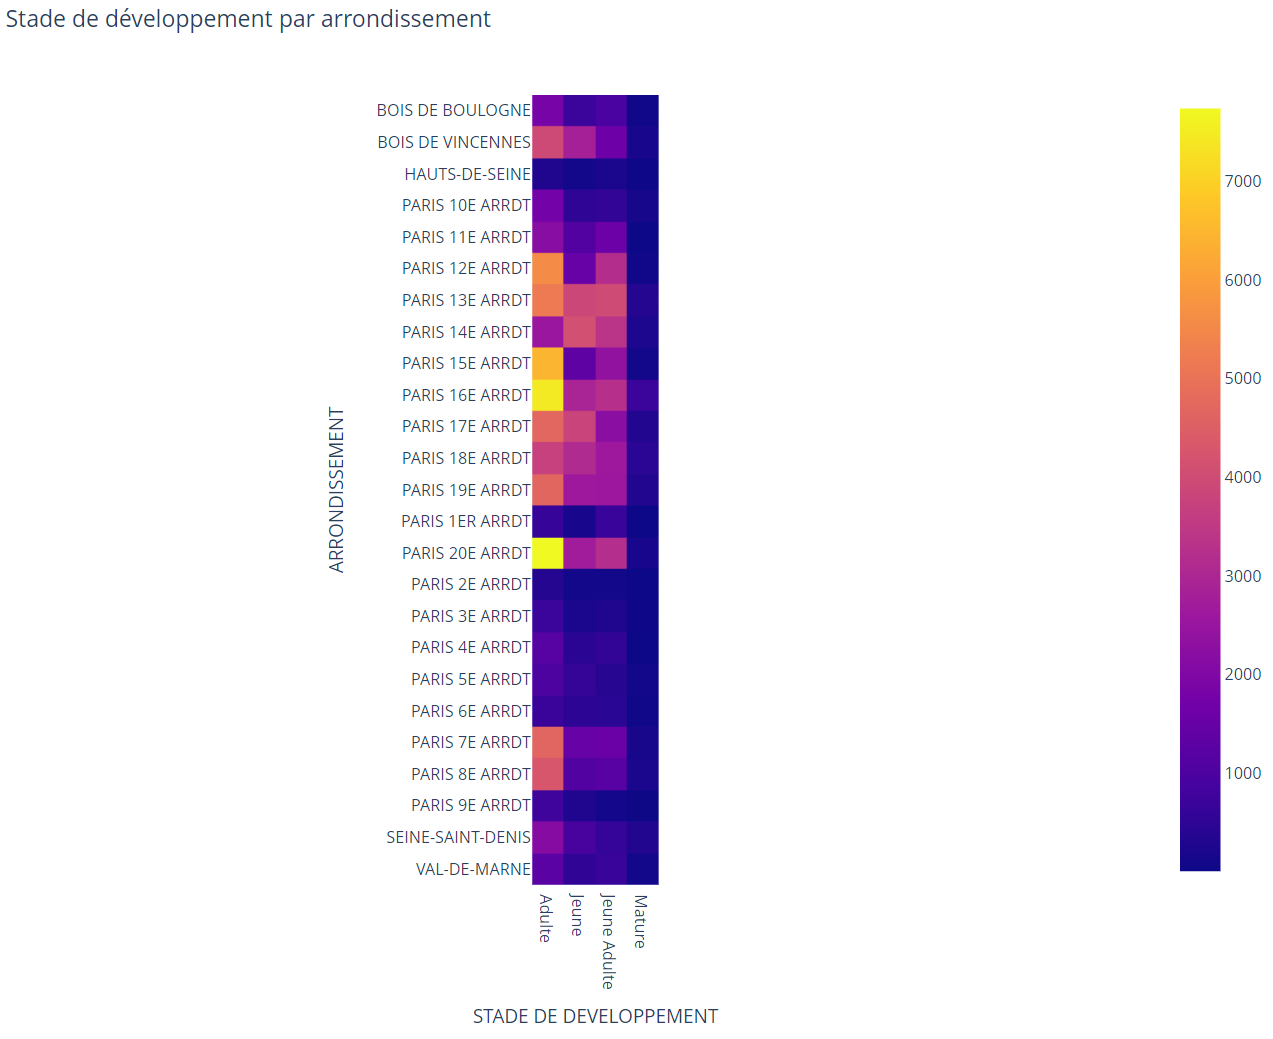 Stade de développement par arrondissement
BOIS DE BOULOGNE
BOIS DE VINCENNES
HAUTS-DE-SEINE
PARIS 10E ARRDT
PARIS 11E ARRDT
PARIS 12E ARRDT
PARIS 13E ARRDT
PARIS 14E ARRDT
PARIS 15E ARRDT
PARIS 16E ARRDT
PARIS 17E ARRDT
PARIS 18E ARRDT
PARIS 19E ARRDT
PARIS 1ER ARRDT
PARIS 20E ARRDT
PARIS 2E ARRDT
PARIS 3E ARRDT
PARIS 4E ARRDT
PARIS 5E ARRDT
PARIS 6E ARRDT
PARIS 7E ARRDT
PARIS 8E ARRDT
PARIS 9E ARRDT
SEINE-SAINT-DENIS
VAL-DE-MARNE
ARRONDISSEMENT
Adulte
Jeune
Jeune Adulte
Mature
STADE DE DEVELOPPEMENT
7000
6000
5000
4000
3000
2000
1000